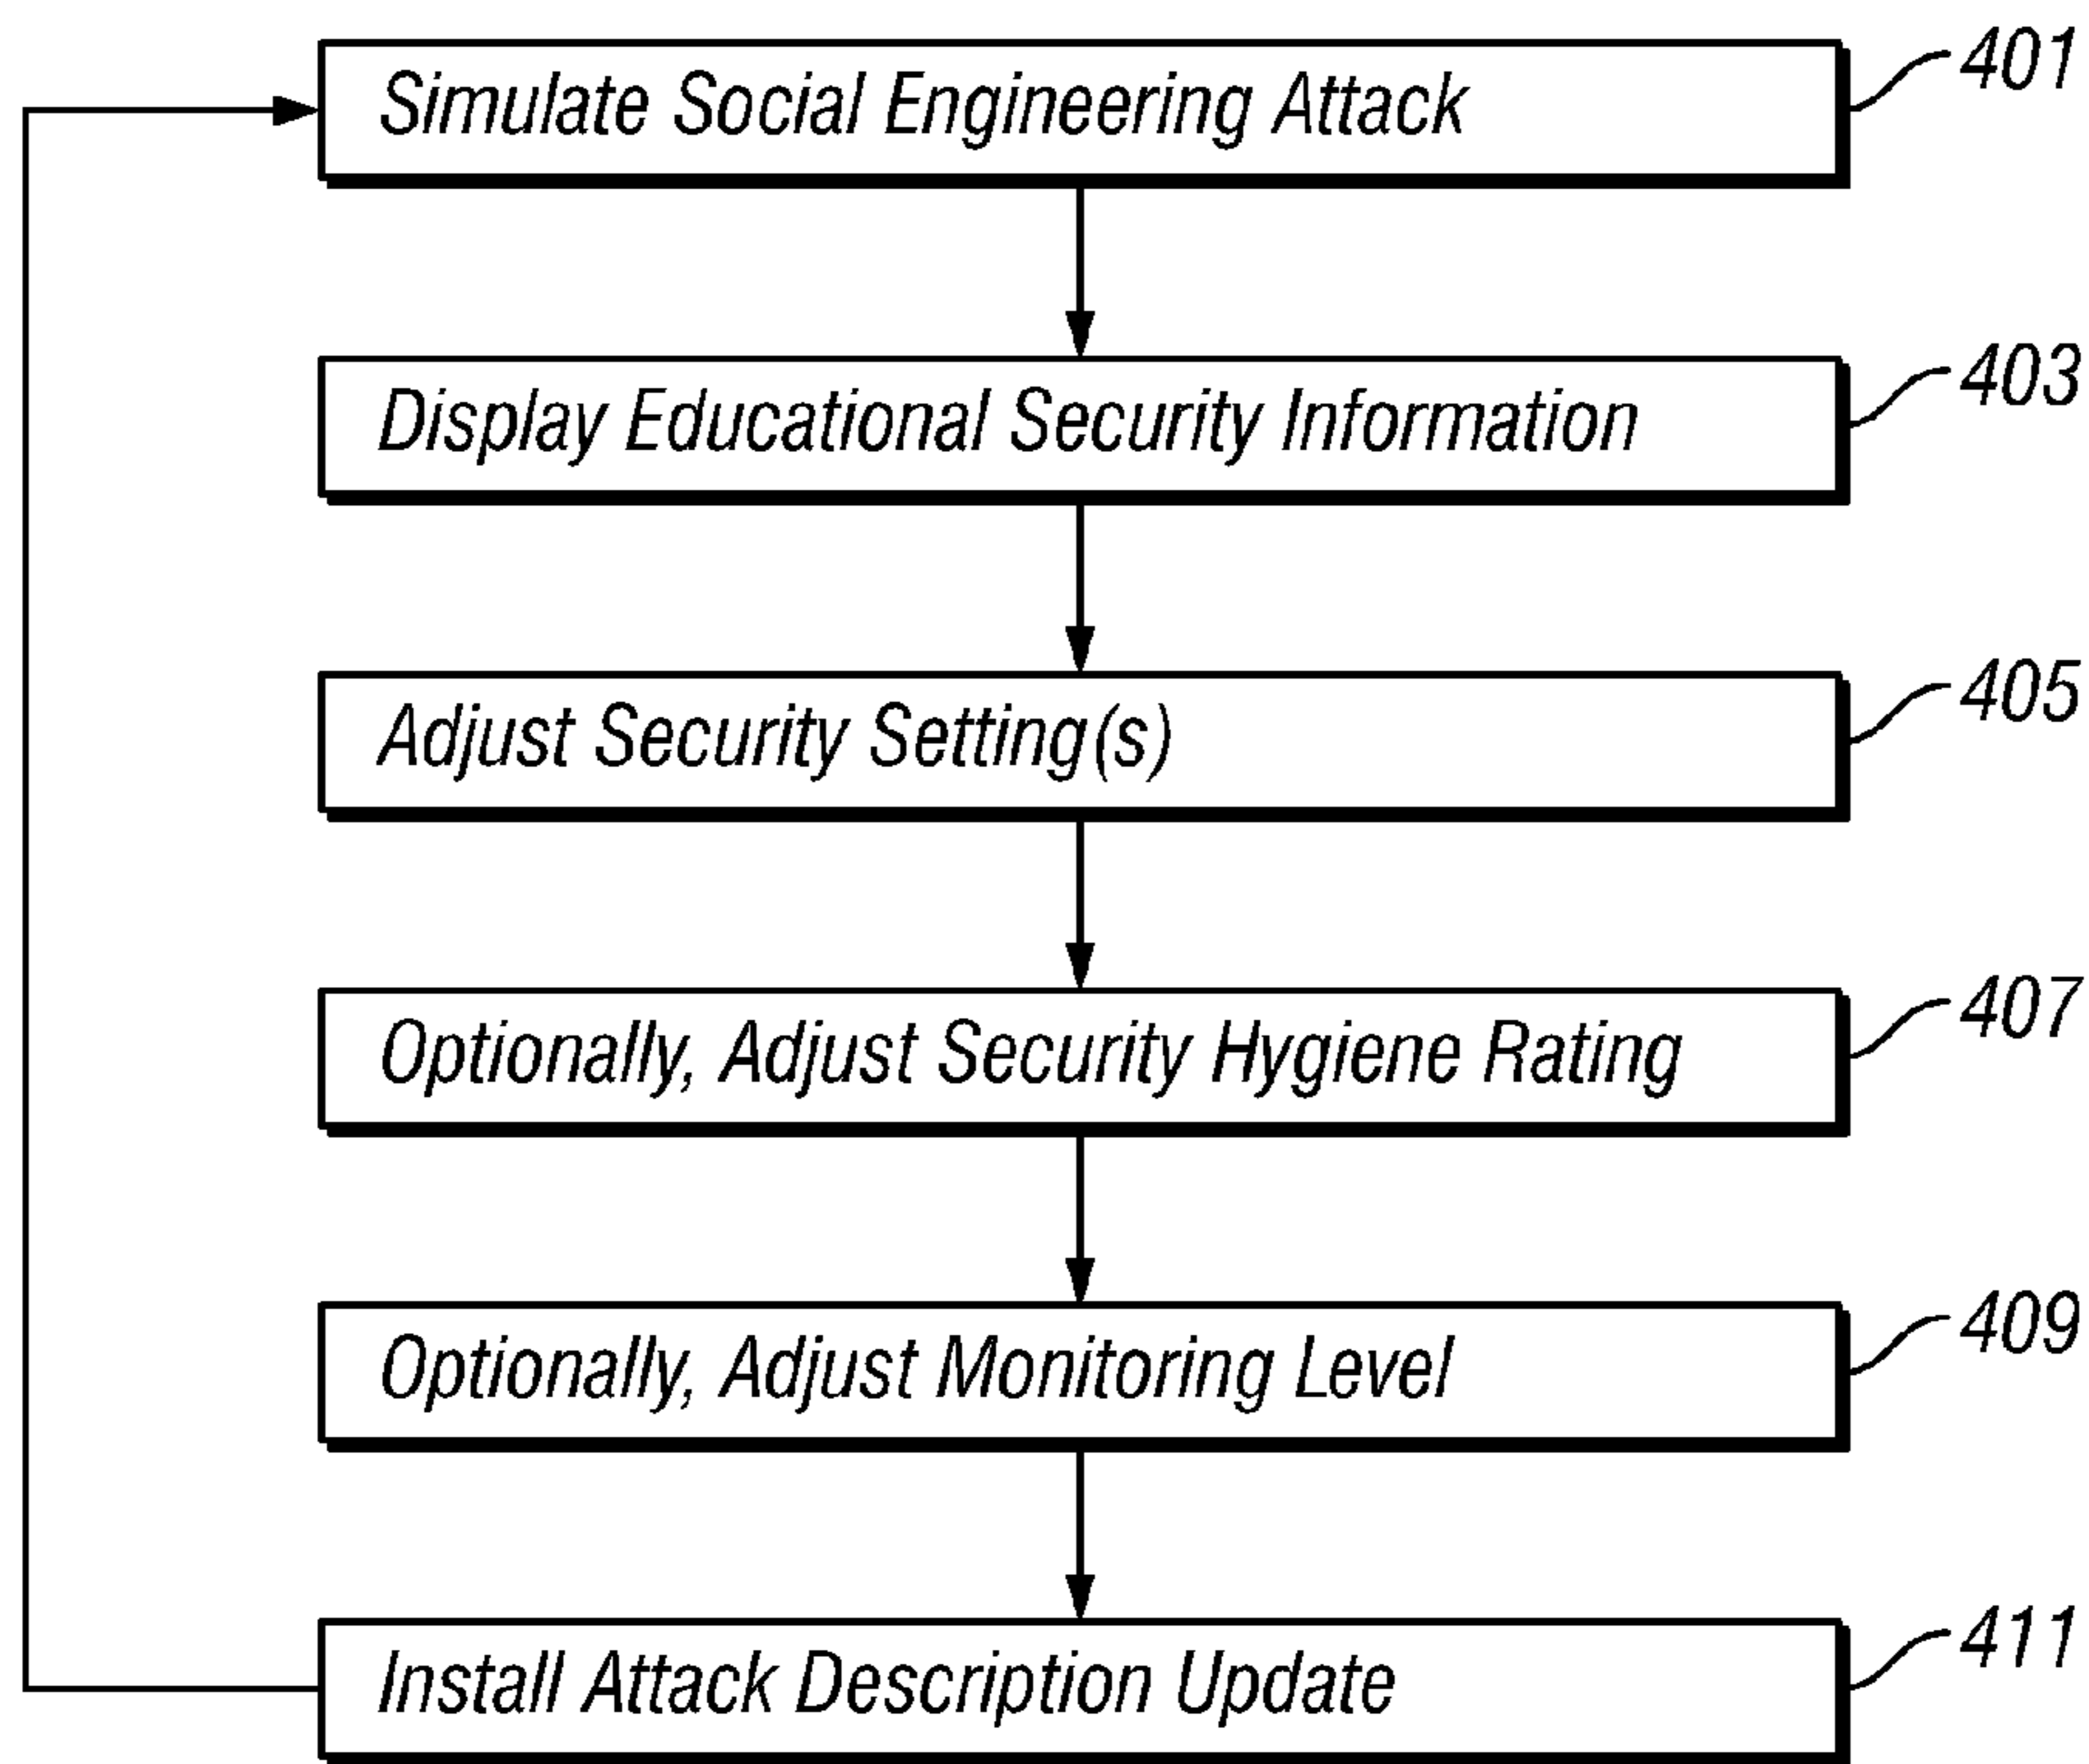 Simulate Social Engineering Attack 401
Display Educational Security Information 403
Adjust Security Setting(s) 405
Optionally, Adjust Security Hygiene Rating 407
Optionally, Adjust Monitoring Level 409
Install Attack Description Update 411